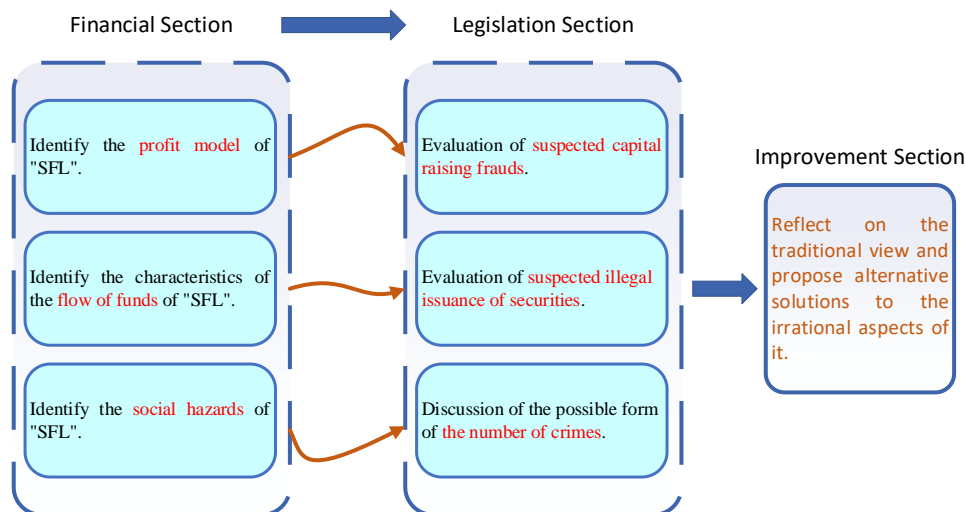 Financial Section
Legislation Section
Identify the profit model of
"SFL".
Evaluation of suspected capital
raising frauds.
Improvement Section
Identify the characteristics of
the flow of funds of "SFL".
Evaluation of suspected illegal
issuance of securities.
Reflect on the
traditional view and
propose alternative
solutions to the
irrational aspects of
it.
Identify the social hazards of
"SFL".
Discussion of the possible form
of the number of crimes.